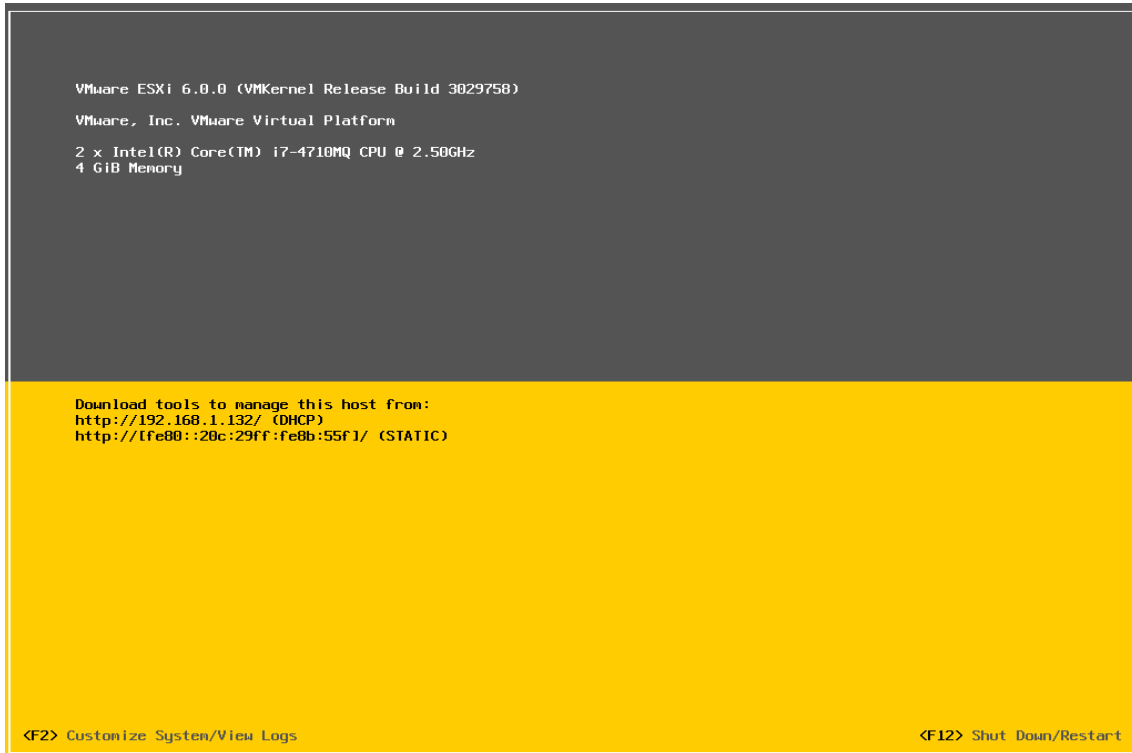 VMware ESXi 6.0.0 (VMKernel Release Build 3029758)
VMware, Inc. VMware Virtual Platform
2 x Intel(R) Core(TM) i7-4710MQ CPU @ 2.50GHz
4 GiB Memory
Download tools to manage this host from:
http://192.168.1.132/ (DHCP)
http://[fe80::20c:29ff:fe8b:55f]/ (STATIC)
<F2> Customize System/View Logs
<F12> Shut Down/Restart